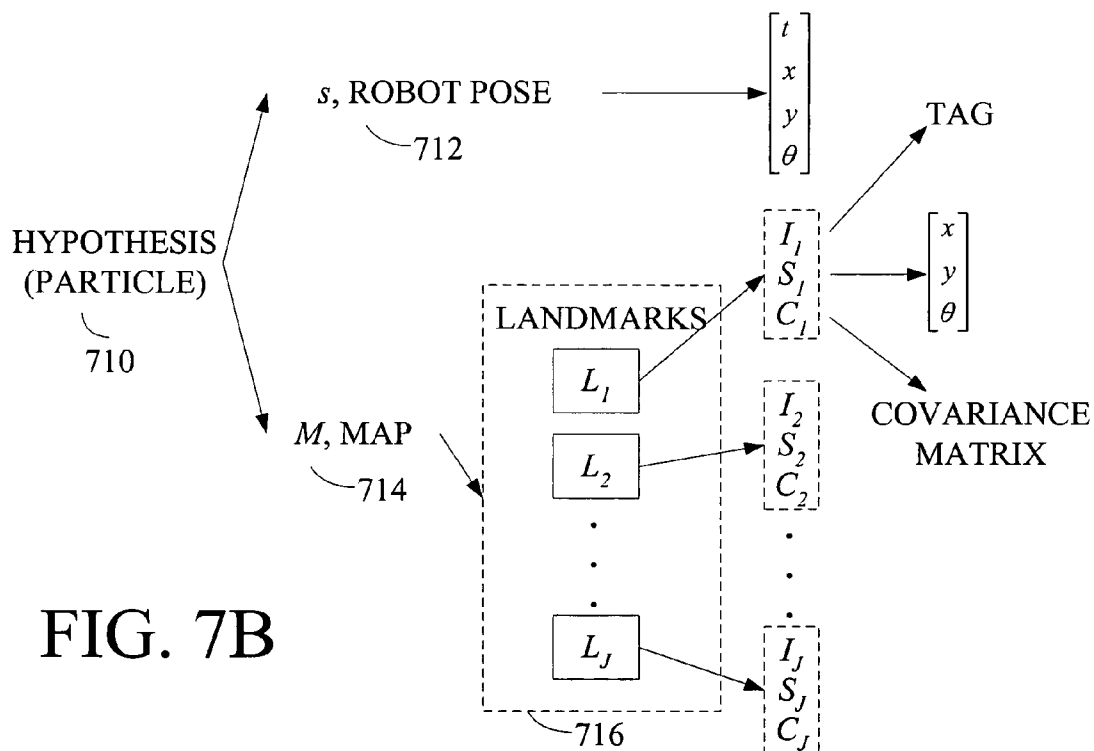 s, ROBOT POSE
712
t
x
y
θ
TAG
HYPOTHESIS
(PARTICLE)
710
I1
S1
C1
x
y
θ
COVARIANCE
MATRIX
M, MAP
714
LANDMARKS
L1
L2
LJ
716
I2
S2
C2
IJ
SJ
CJ
FIG. 7B